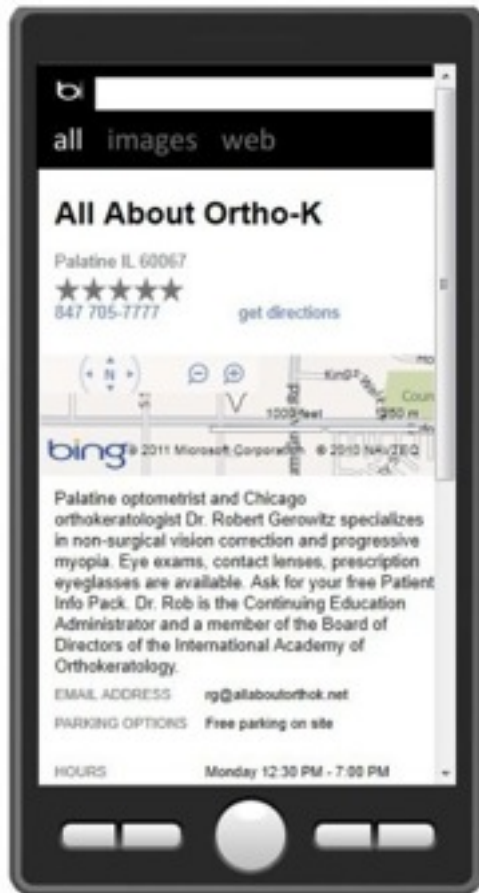 b
all images web
All About Ortho-K
Palatine IL 60067
847 705-7777 get directions
N
1000 feet 250 m
bing © 2011 Microsoft Corporation © 2010 NAVTEQ
Palatine optometrist and Chicago
orthokeratologist Dr. Robert Gerowitz specializes
in non-surgical vision correction and progressive
myopia. Eye exams, contact lenses, prescription
eyeglasses are available. Ask for your free Patient
Info Pack. Dr. Rob is the Continuing Education
Administrator and a member of the Board of
Directors of the International Academy of
Orthokeratology.
EMAIL ADDRESS rg@allaboutorthok.net
PARKING OPTIONS Free parking on site
HOURS Monday 12:30 PM - 7:00 PM